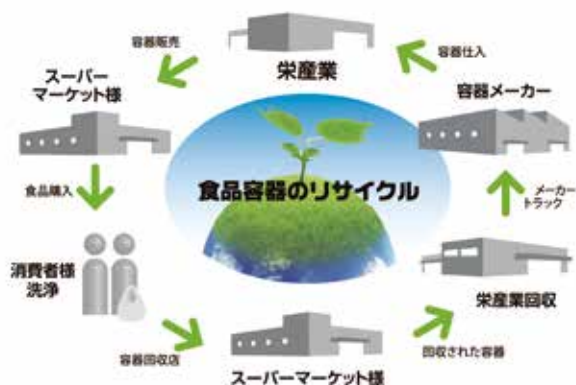 容器販売
栄産業
容器仕入
スーパー
マーケット様
容器メーカー
食品容器のリサイクル
食品購入
メーカー
トラック
消費者様
洗浄
栄産業回収
容器回収店
回収された容器
スーパーマーケット様